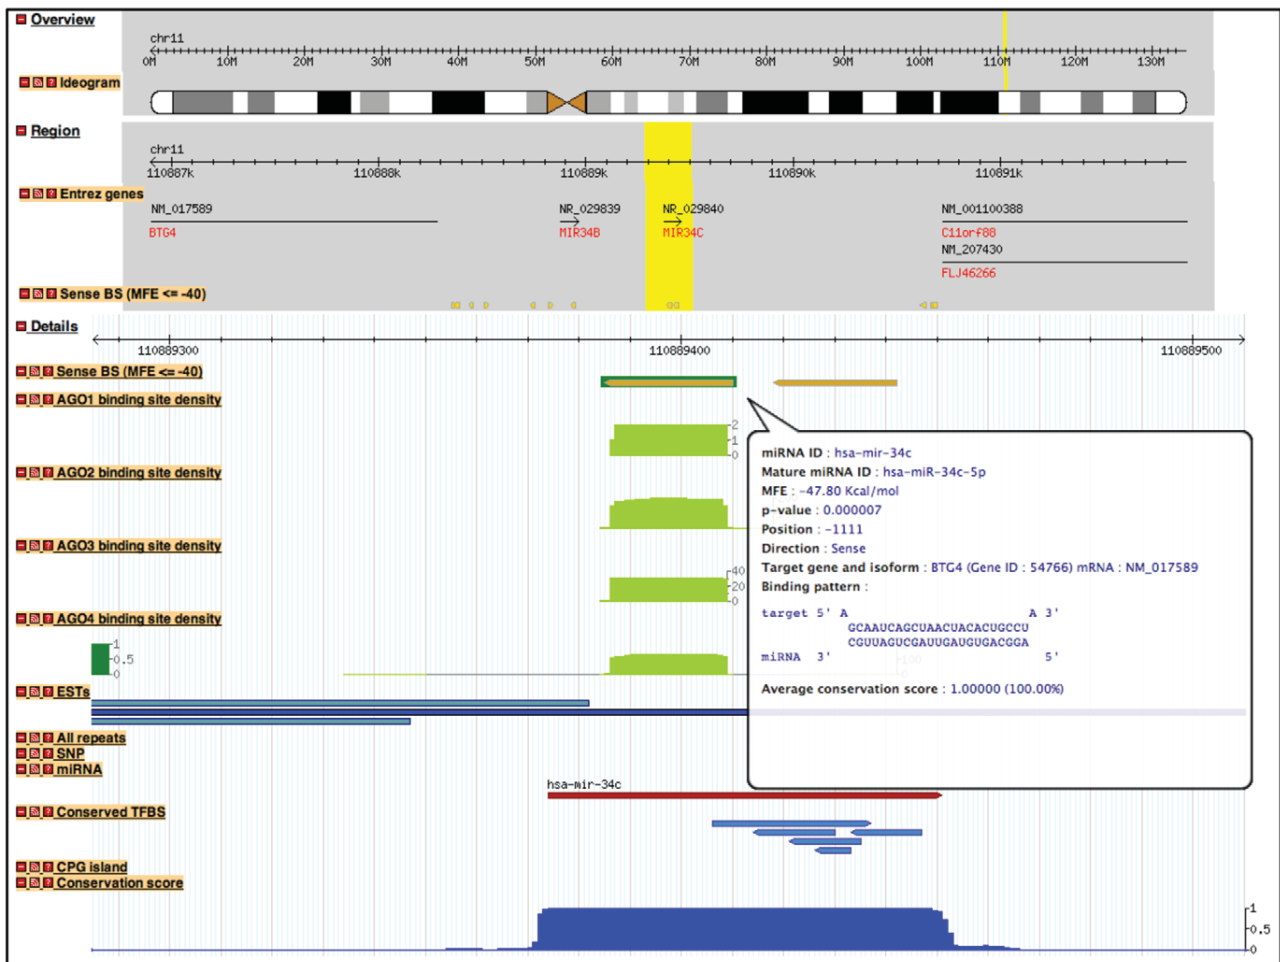 Overview
chr11
0M 10M 20M 30M 40M 50M 60M 70M 80M 90M 100M 110M 120M 130M
Ideogram
Region
chr11
110887k 110888k 110889k 110890k 110891k
Entrez genes
NM_017589 NR_029839 NR_029840 NM_001100388
BTG4 MIR34B MIR34C C11orf88
NM_207430
FLJ46266
Sense BS (MFE <= -40)
Details
110889300 110889400 110889500
Sense BS (MFE <= -40)
AGO1 binding site density
2
1
0
AGO2 binding site density
AGO3 binding site density
40
20
0
AGO4 binding site density
1
0.5
0
100
ESTs
All repeats
SNP
miRNA
hsa-mir-34c
Conserved TFBS
CPG island
Conservation score
1
0.5
0
miRNA ID : hsa-mir-34c
Mature miRNA ID : hsa-miR-34c-5p
MFE : -47.80 Kcal/mol
p-value : 0.000007
Position : -1111
Direction : Sense
Target gene and isoform : BTG4 (Gene ID : 54766) mRNA : NM_017589
Binding pattern :
target 5' A A 3'
GCAAUCAGCUAACUACACUGCCU
CGUUAGUCGAUUGAUGUGACGGA
miRNA 3' 5'
Average conservation score : 1.00000 (100.00%)